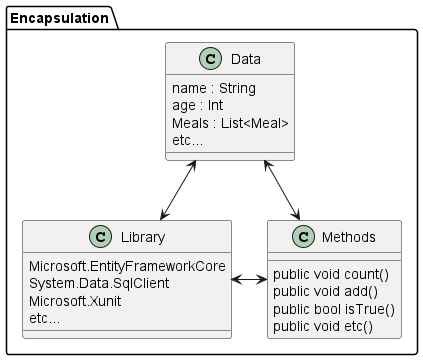 Encapsulation
C Data
name : String
age : Int
Meals : List<Meal>
etc...
C Library
Microsoft.EntityFrameworkCore
System.Data.SqlClient
Microsoft.Xunit
etc...
C Methods
public void count()
public void add()
public bool isTrue()
public void etc()